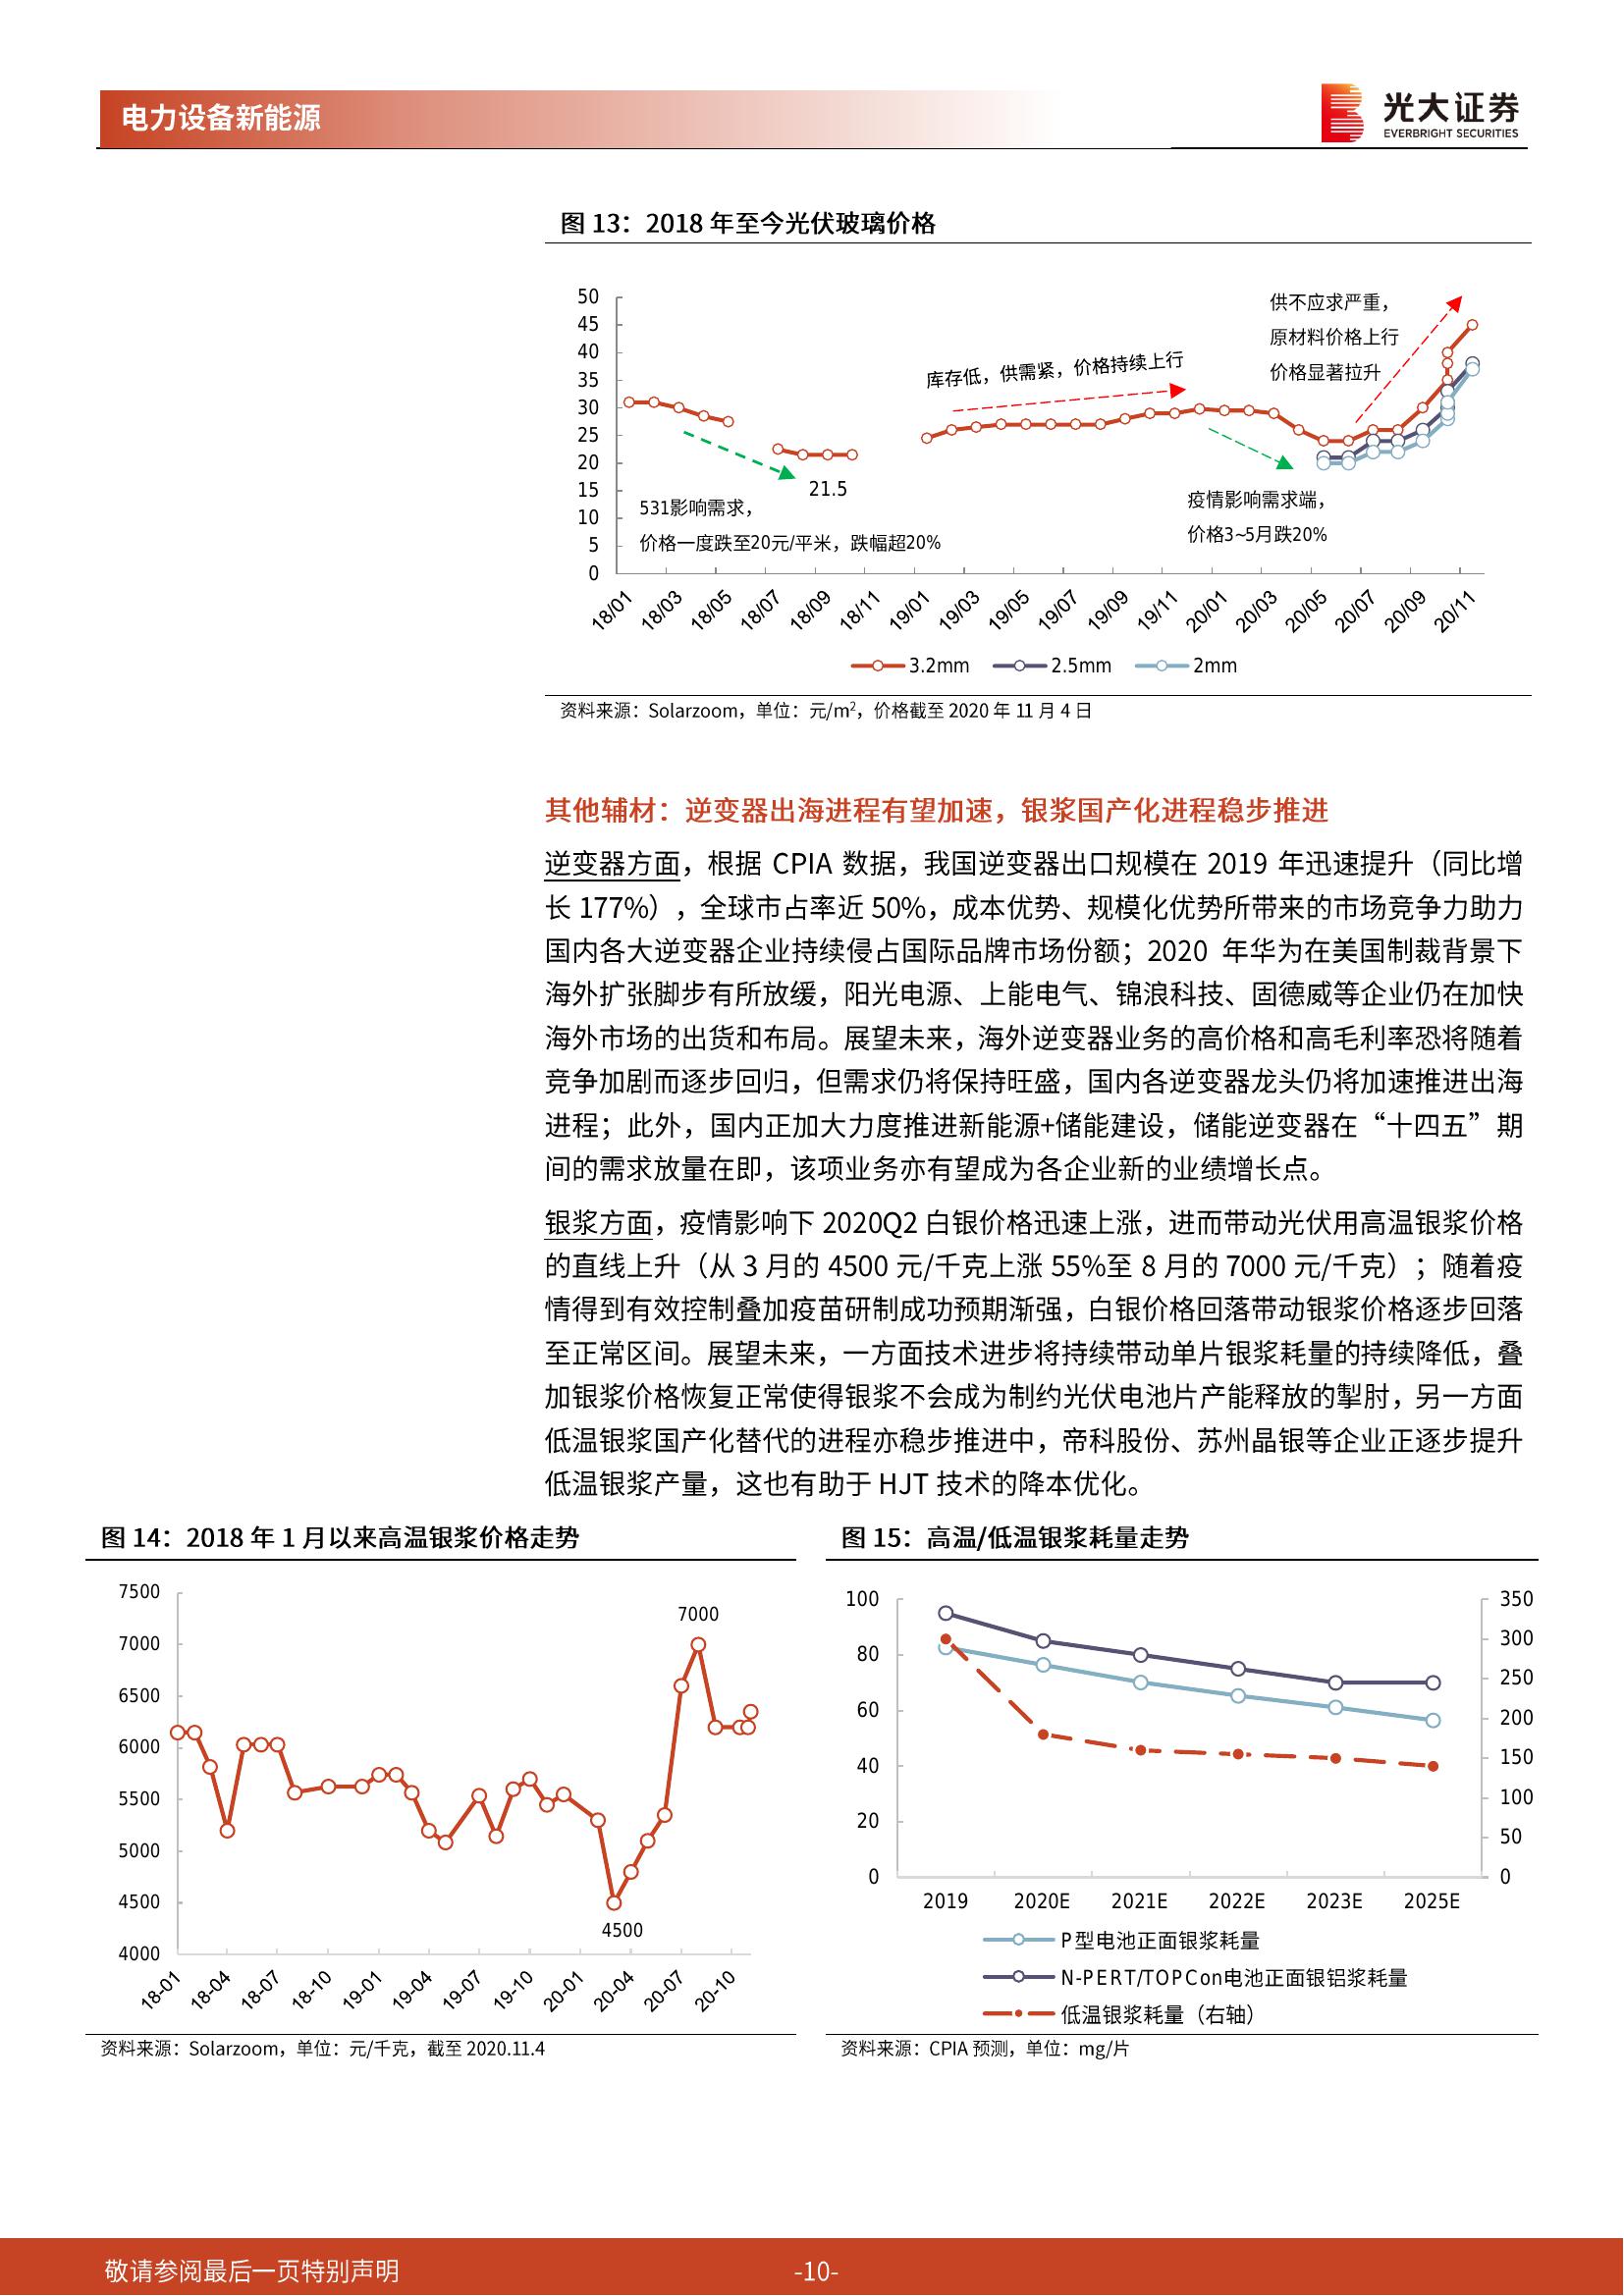 电力设备新能源
光大证券
EVERBRIGHT SECURITIES
图 13：2018 年至今光伏玻璃价格
50
45
40
35
30
25
20
15
10
5
0
供不应求严重，
原材料价格上行
价格显著拉升
库存低，供需紧，价格持续上行
21.5
531影响需求，
价格一度跌至20元/平米，跌幅超20%
疫情影响需求端，
价格3~5月跌20%
18/01 18/03 18/05 18/07 18/09 18/11 19/01 19/03 19/05 19/07 19/09 19/11 20/01 20/03 20/05 20/07 20/09 20/11
3.2mm 2.5mm 2mm
资料来源：Solarzoom，单位：元/m²，价格截至 2020 年 11 月 4 日
其他辅材：逆变器出海进程有望加速，银浆国产化进程稳步推进
逆变器方面，根据 CPIA 数据，我国逆变器出口规模在 2019 年迅速提升（同比增
长 177%），全球市占率近 50%，成本优势、规模化优势所带来的市场竞争力助力
国内各大逆变器企业持续侵占国际品牌市场份额；2020 年华为在美国制裁背景下
海外扩张脚步有所放缓，阳光电源、上能电气、锦浪科技、固德威等企业仍在加快
海外市场的出货和布局。展望未来，海外逆变器业务的高价格和高毛利率恐将随着
竞争加剧而逐步回归，但需求仍将保持旺盛，国内各逆变器龙头仍将加速推进出海
进程；此外，国内正加大力度推进新能源+储能建设，储能逆变器在“十四五”期
间的需求放量在即，该项业务亦有望成为各企业新的业绩增长点。
银浆方面，疫情影响下 2020Q2 白银价格迅速上涨，进而带动光伏用高温银浆价格
的直线上升（从 3 月的 4500 元/千克上涨 55%至 8 月的 7000 元/千克）；随着疫
情得到有效控制叠加疫苗研制成功预期渐强，白银价格回落带动银浆价格逐步回落
至正常区间。展望未来，一方面技术进步将持续带动单片银浆耗量的持续降低，叠
加银浆价格恢复正常使得银浆不会成为制约光伏电池片产能释放的掣肘，另一方面
低温银浆国产化替代的进程亦稳步推进中，帝科股份、苏州晶银等企业正逐步提升
低温银浆产量，这也有助于 HJT 技术的降本优化。
图 14：2018 年 1 月以来高温银浆价格走势
7500
7000
6500
6000
5500
5000
4500
4000
7000
4500
18-01 18-04 18-07 18-10 19-01 19-04 19-07 19-10 20-01 20-04 20-07 20-10
资料来源：Solarzoom，单位：元/千克，截至 2020.11.4
图 15：高温/低温银浆耗量走势
100
80
60
40
20
0
350
300
250
200
150
100
50
0
2019 2020E 2021E 2022E 2023E 2025E
P型电池正面银浆耗量
N-PERT/TOPCon电池正面银铝浆耗量
低温银浆耗量（右轴）
资料来源：CPIA 预测，单位：mg/片
敬请参阅最后一页特别声明
-10-